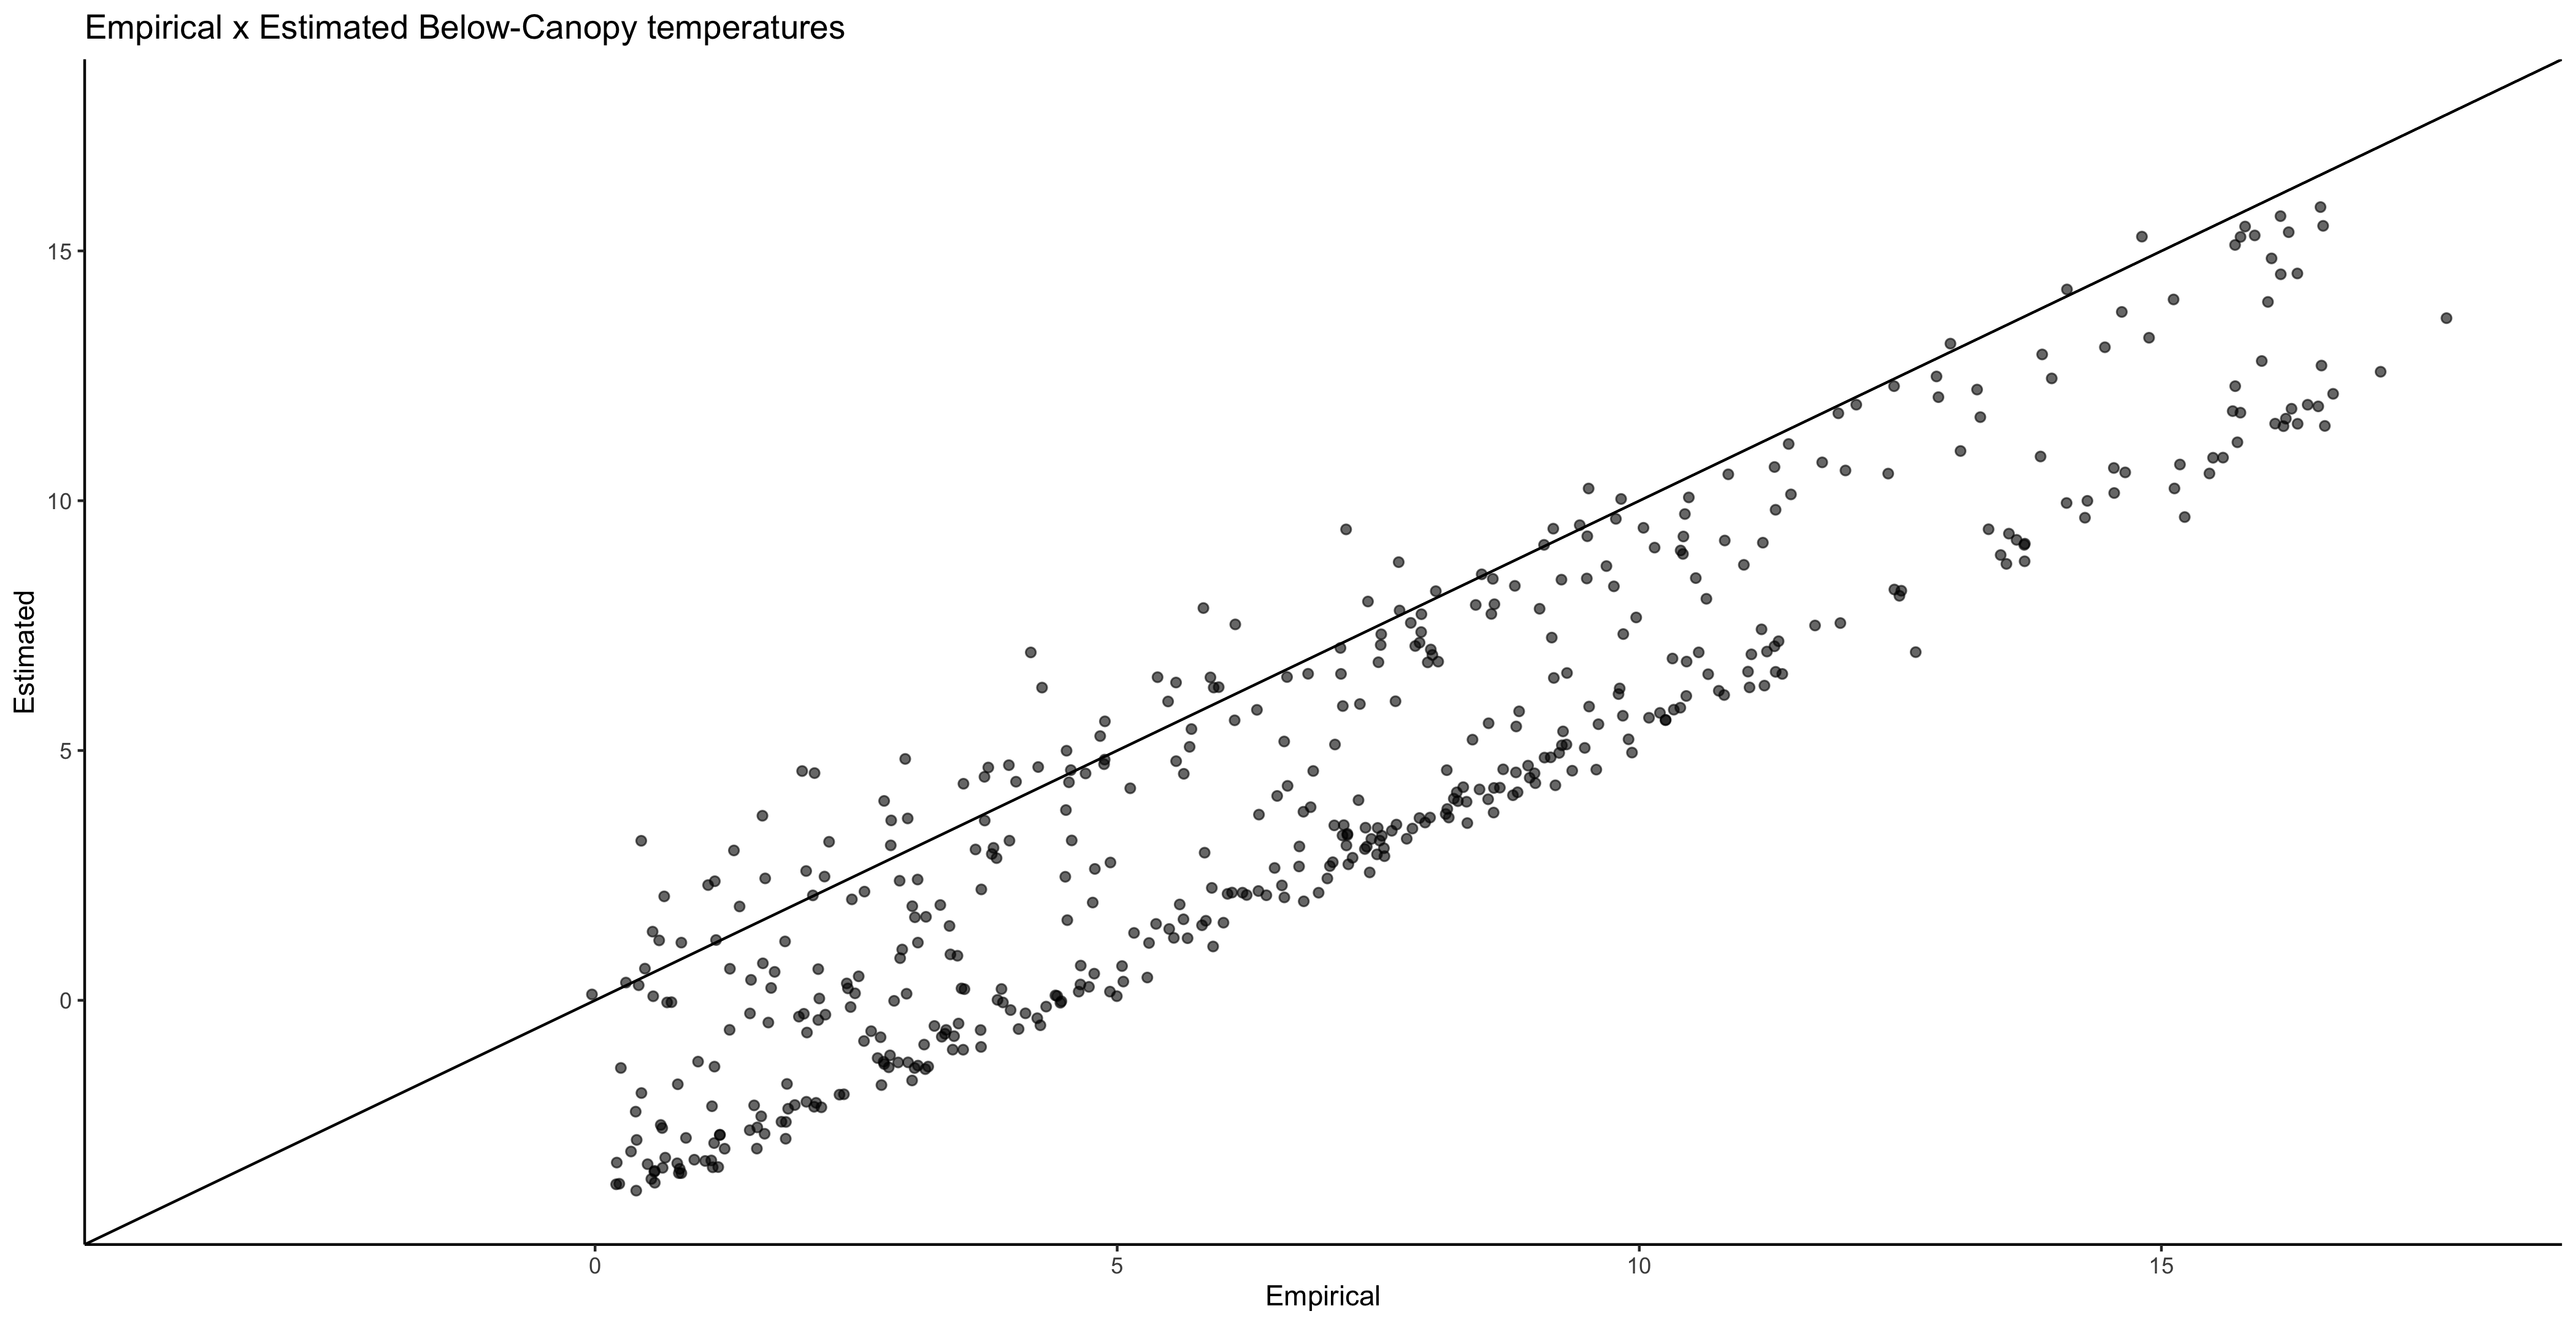 Empirical x Estimated Below-Canopy temperatures
15
10
5
0
Estimated
0 5 10 15
Empirical